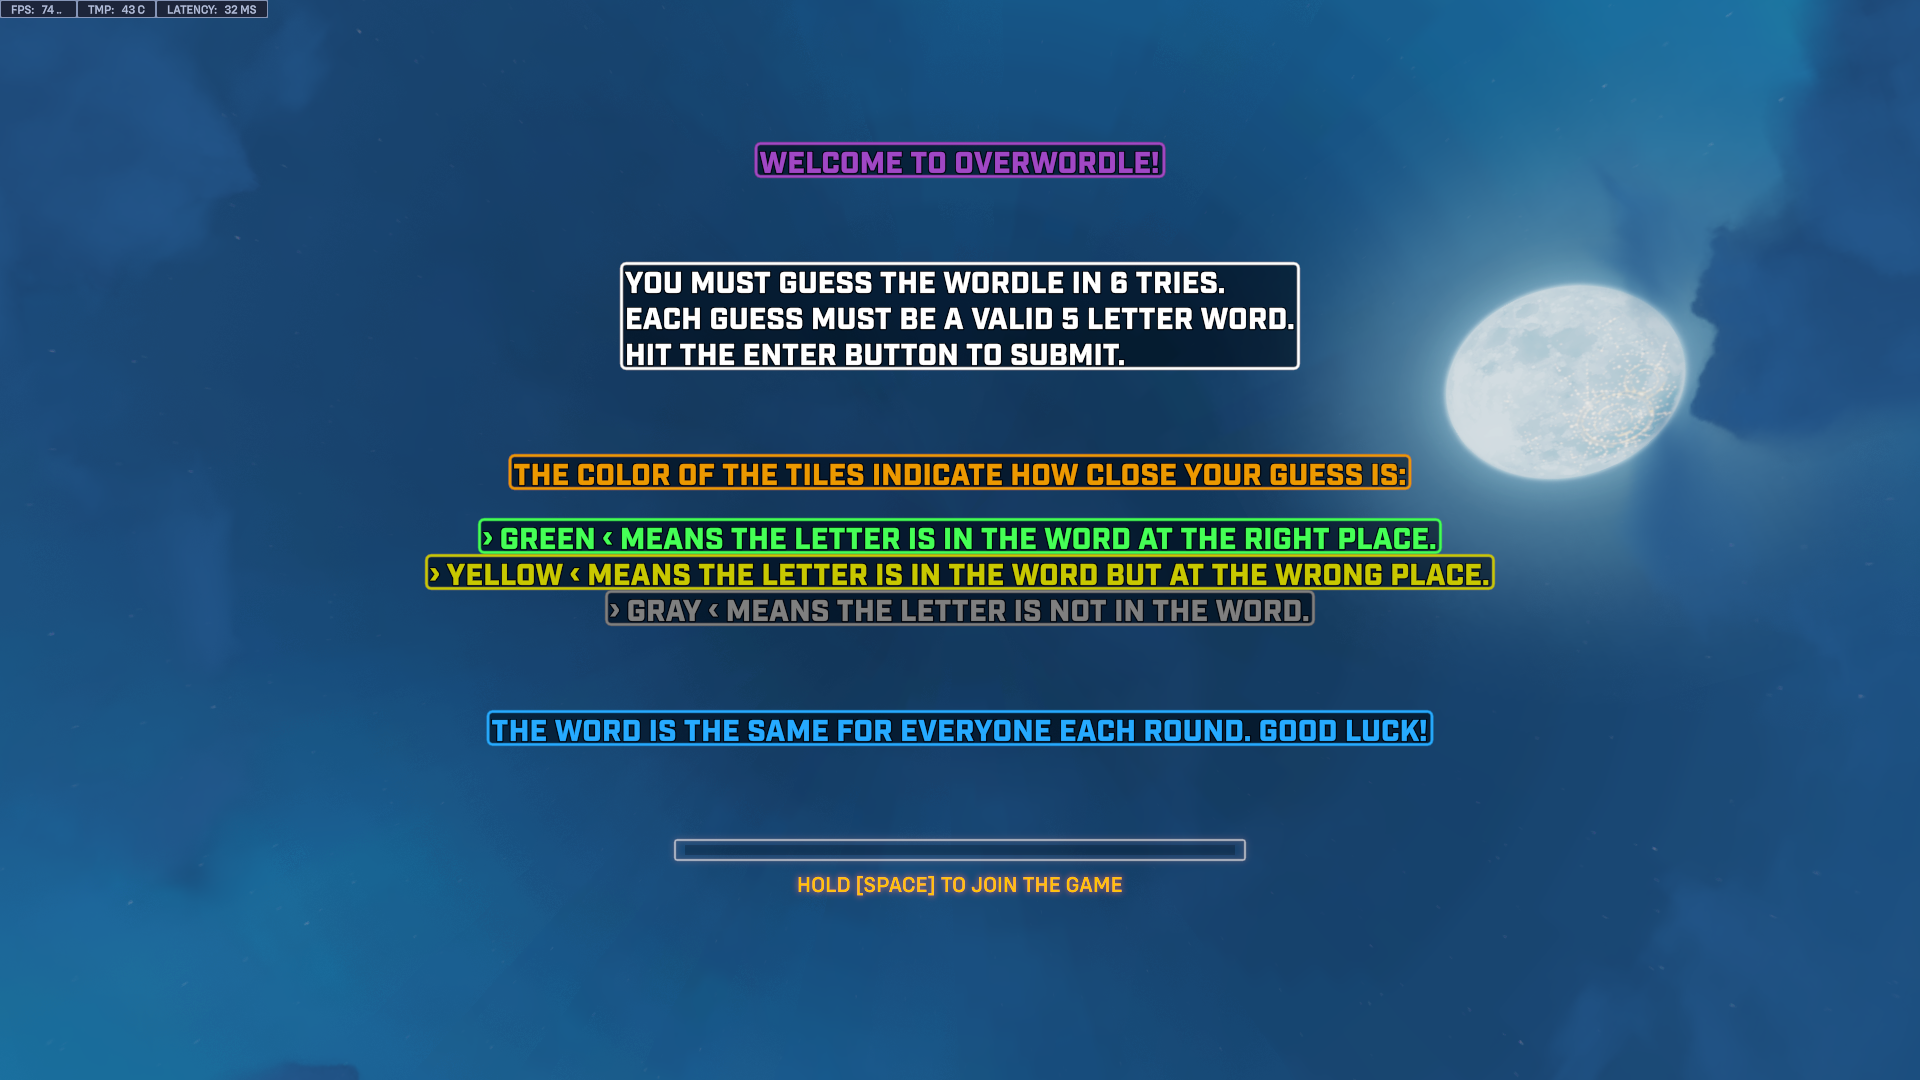 FPS: 74 .. TMP: 43 C LATENCY: 32 MS
WELCOME TO OVERWORDLE!
YOU MUST GUESS THE WORDLE IN 6 TRIES.
EACH GUESS MUST BE A VALID 5 LETTER WORD.
HIT THE ENTER BUTTON TO SUBMIT.
THE COLOR OF THE TILES INDICATE HOW CLOSE YOUR GUESS IS:
› GREEN ‹ MEANS THE LETTER IS IN THE WORD AT THE RIGHT PLACE.
› YELLOW ‹ MEANS THE LETTER IS IN THE WORD BUT AT THE WRONG PLACE.
› GRAY ‹ MEANS THE LETTER IS NOT IN THE WORD.
THE WORD IS THE SAME FOR EVERYONE EACH ROUND. GOOD LUCK!
HOLD [SPACE] TO JOIN THE GAME